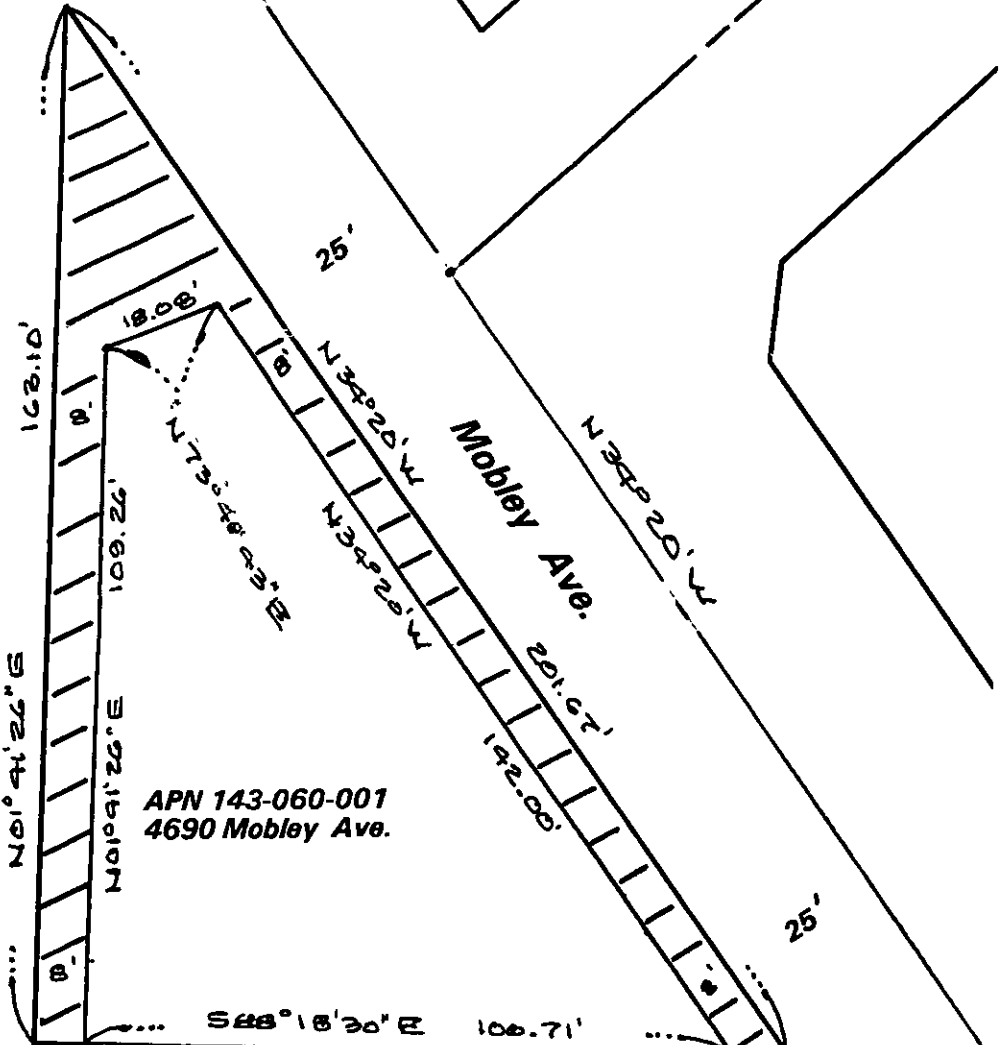 25'
18.08'
163.10'
8'
N 34°20' W
8'
Mobley Ave.
N 34°20' W
N 73°48'43" E
109.26'
N 34°20' W
N01°41'26" E
N01°41'26" E
201.67'
142.00'
APN 143-060-001
4690 Mobley Ave.
25'
8'
8'
S88°18'30" E 100.71'